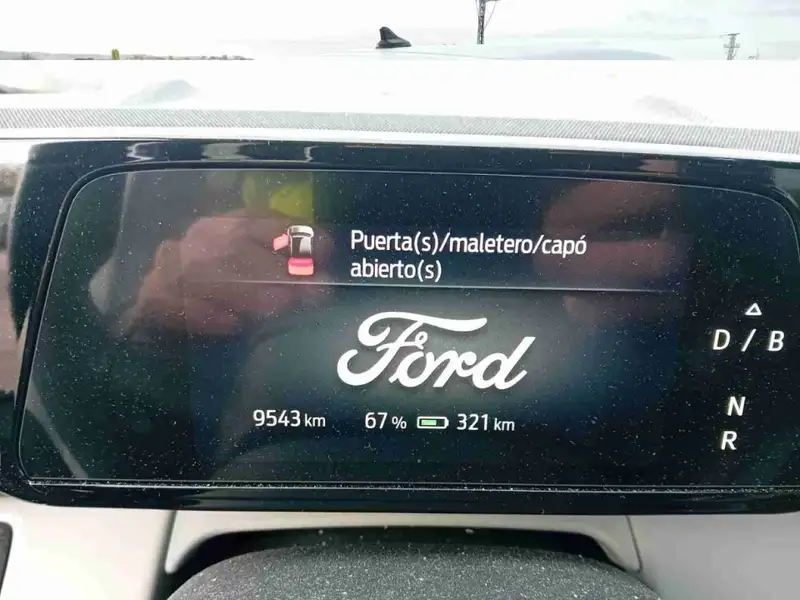 Puerta(s)/maletero/capó
abierto(s)
Ford
9543 km 67 % 321 km
D / B
N
R